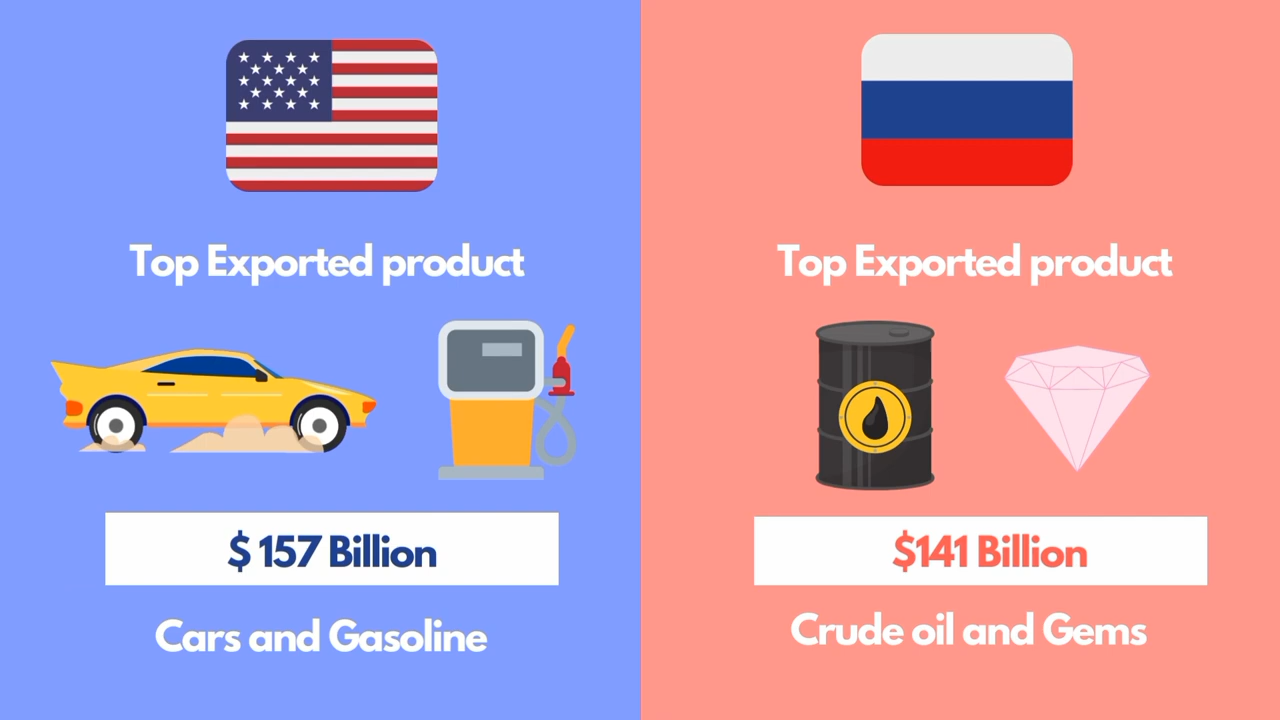 Top Exported product
$ 157 Billion
Cars and Gasoline
Top Exported product
$141 Billion
Crude oil and Gems